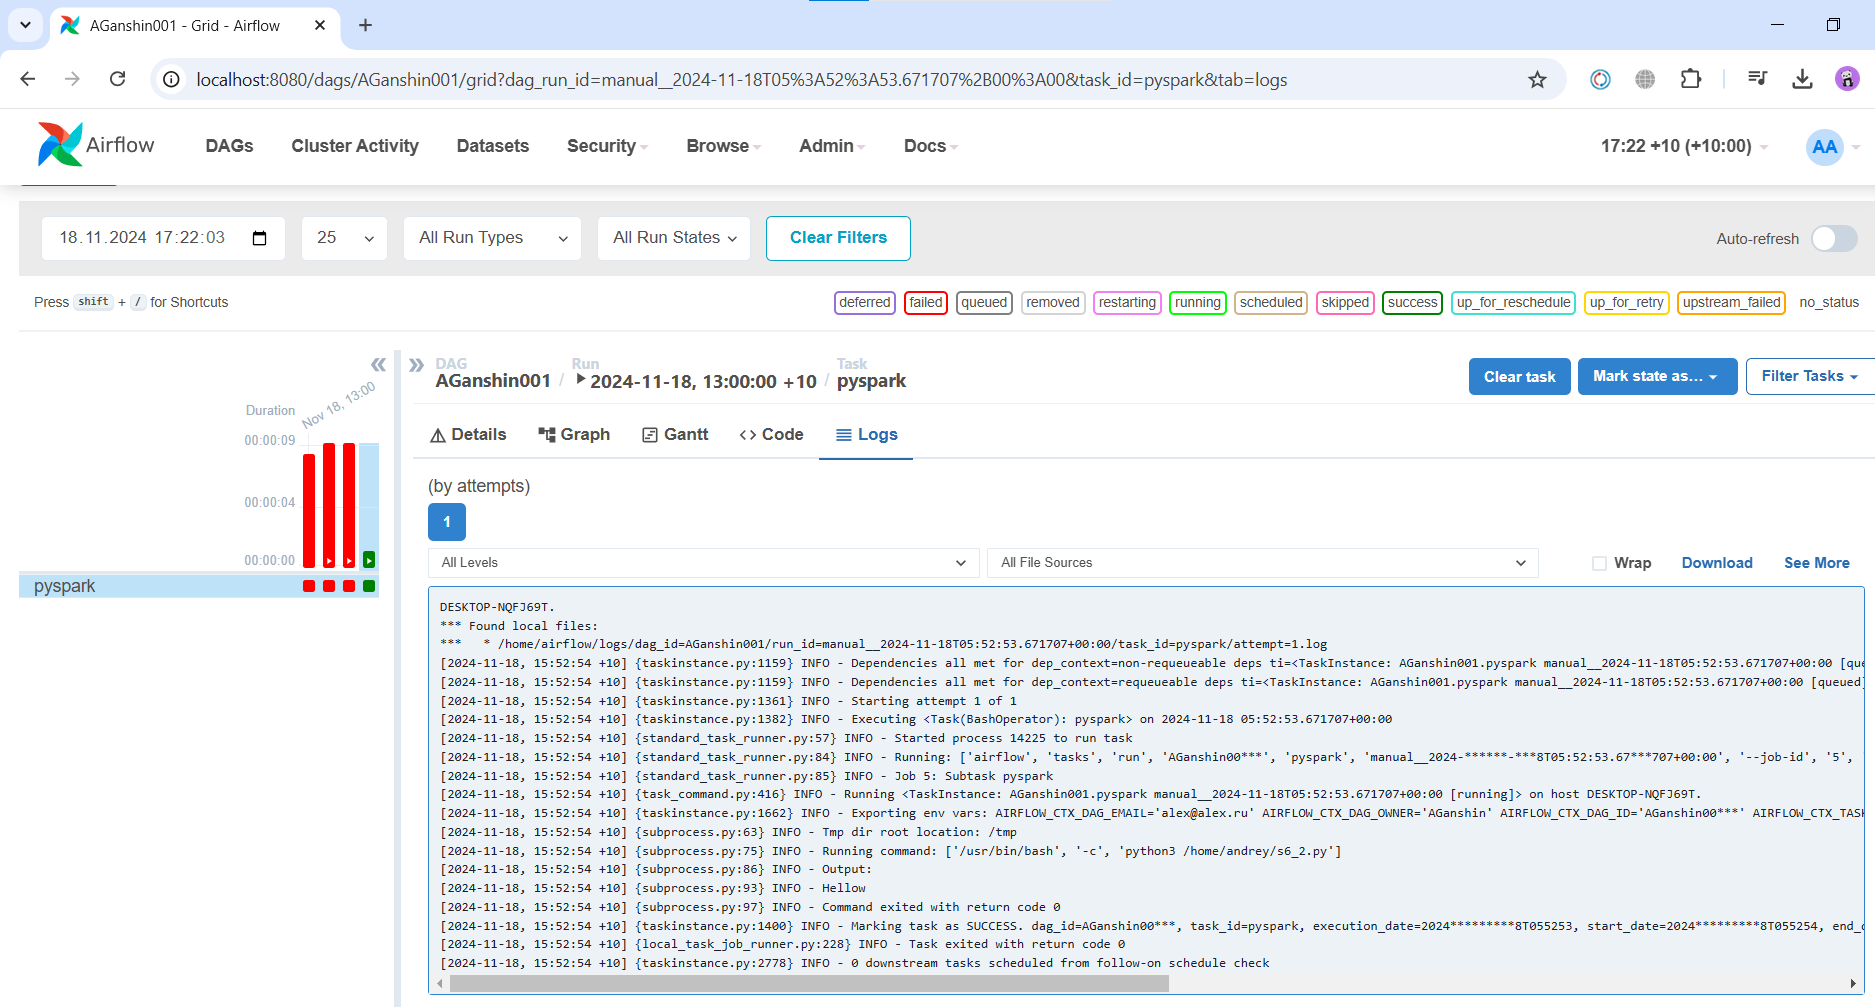 AGanshin001 - Grid - Airflow
localhost:8080/dags/AGanshin001/grid?dag_run_id=manual__2024-11-18T05%3A52%3A53.671707%2B00%3A00&task_id=pyspark&tab=logs
Airflow DAGs Cluster Activity Datasets Security Browse Admin Docs 17:22 +10 (+10:00) AA
18.11.2024 17:22:03 25 All Run Types All Run States Clear Filters Auto-refresh
Press shift + / for Shortcuts deferred failed queued removed restarting running scheduled skipped success up_for_reschedule up_for_retry upstream_failed no_status
DAG Run Task
AGanshin001 / 2024-11-18, 13:00:00 +10 / pyspark Clear task Mark state as... Filter Tasks
Nov 18, 13:00
Duration
00:00:09
00:00:04
00:00:00
pyspark
Details Graph Gantt Code Logs
(by attempts)
1
All Levels All File Sources Wrap Download See More
DESKTOP-NQFJ69T.
*** Found local files:
***   * /home/airflow/logs/dag_id=AGanshin001/run_id=manual__2024-11-18T05:52:53.671707+00:00/task_id=pyspark/attempt=1.log
[2024-11-18, 15:52:54 +10] {taskinstance.py:1159} INFO - Dependencies all met for dep_context=non-requeueable deps ti=<TaskInstance: AGanshin001.pyspark manual__2024-11-18T05:52:53.671707+00:00 [que
[2024-11-18, 15:52:54 +10] {taskinstance.py:1159} INFO - Dependencies all met for dep_context=requeueable deps ti=<TaskInstance: AGanshin001.pyspark manual__2024-11-18T05:52:53.671707+00:00 [queued]
[2024-11-18, 15:52:54 +10] {taskinstance.py:1361} INFO - Starting attempt 1 of 1
[2024-11-18, 15:52:54 +10] {taskinstance.py:1382} INFO - Executing <Task(BashOperator): pyspark> on 2024-11-18 05:52:53.671707+00:00
[2024-11-18, 15:52:54 +10] {standard_task_runner.py:57} INFO - Started process 14225 to run task
[2024-11-18, 15:52:54 +10] {standard_task_runner.py:84} INFO - Running: ['airflow', 'tasks', 'run', 'AGanshin00***', 'pyspark', 'manual__2024-******-***8T05:52:53.67***707+00:00', '--job-id', '5',
[2024-11-18, 15:52:54 +10] {standard_task_runner.py:85} INFO - Job 5: Subtask pyspark
[2024-11-18, 15:52:54 +10] {task_command.py:416} INFO - Running <TaskInstance: AGanshin001.pyspark manual__2024-11-18T05:52:53.671707+00:00 [running]> on host DESKTOP-NQFJ69T.
[2024-11-18, 15:52:54 +10] {taskinstance.py:1662} INFO - Exporting env vars: AIRFLOW_CTX_DAG_EMAIL='alex@alex.ru' AIRFLOW_CTX_DAG_OWNER='AGanshin' AIRFLOW_CTX_DAG_ID='AGanshin00***' AIRFLOW_CTX_TASK
[2024-11-18, 15:52:54 +10] {subprocess.py:63} INFO - Tmp dir root location: /tmp
[2024-11-18, 15:52:54 +10] {subprocess.py:75} INFO - Running command: ['/usr/bin/bash', '-c', 'python3 /home/andrey/s6_2.py']
[2024-11-18, 15:52:54 +10] {subprocess.py:86} INFO - Output:
[2024-11-18, 15:52:54 +10] {subprocess.py:93} INFO - Hellow
[2024-11-18, 15:52:54 +10] {subprocess.py:97} INFO - Command exited with return code 0
[2024-11-18, 15:52:54 +10] {taskinstance.py:1400} INFO - Marking task as SUCCESS. dag_id=AGanshin00***, task_id=pyspark, execution_date=2024*********8T055253, start_date=2024*********8T055254, end_d
[2024-11-18, 15:52:54 +10] {local_task_job_runner.py:228} INFO - Task exited with return code 0
[2024-11-18, 15:52:54 +10] {taskinstance.py:2778} INFO - 0 downstream tasks scheduled from follow-on schedule check